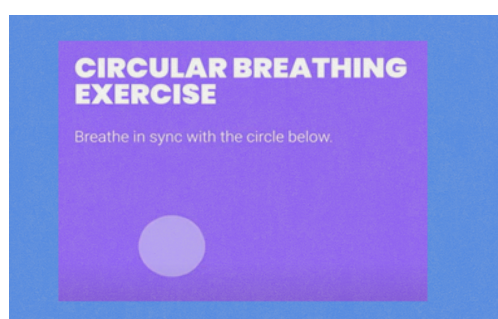 CIRCULAR BREATHING
EXERCISE
Breathe in sync with the circle below.